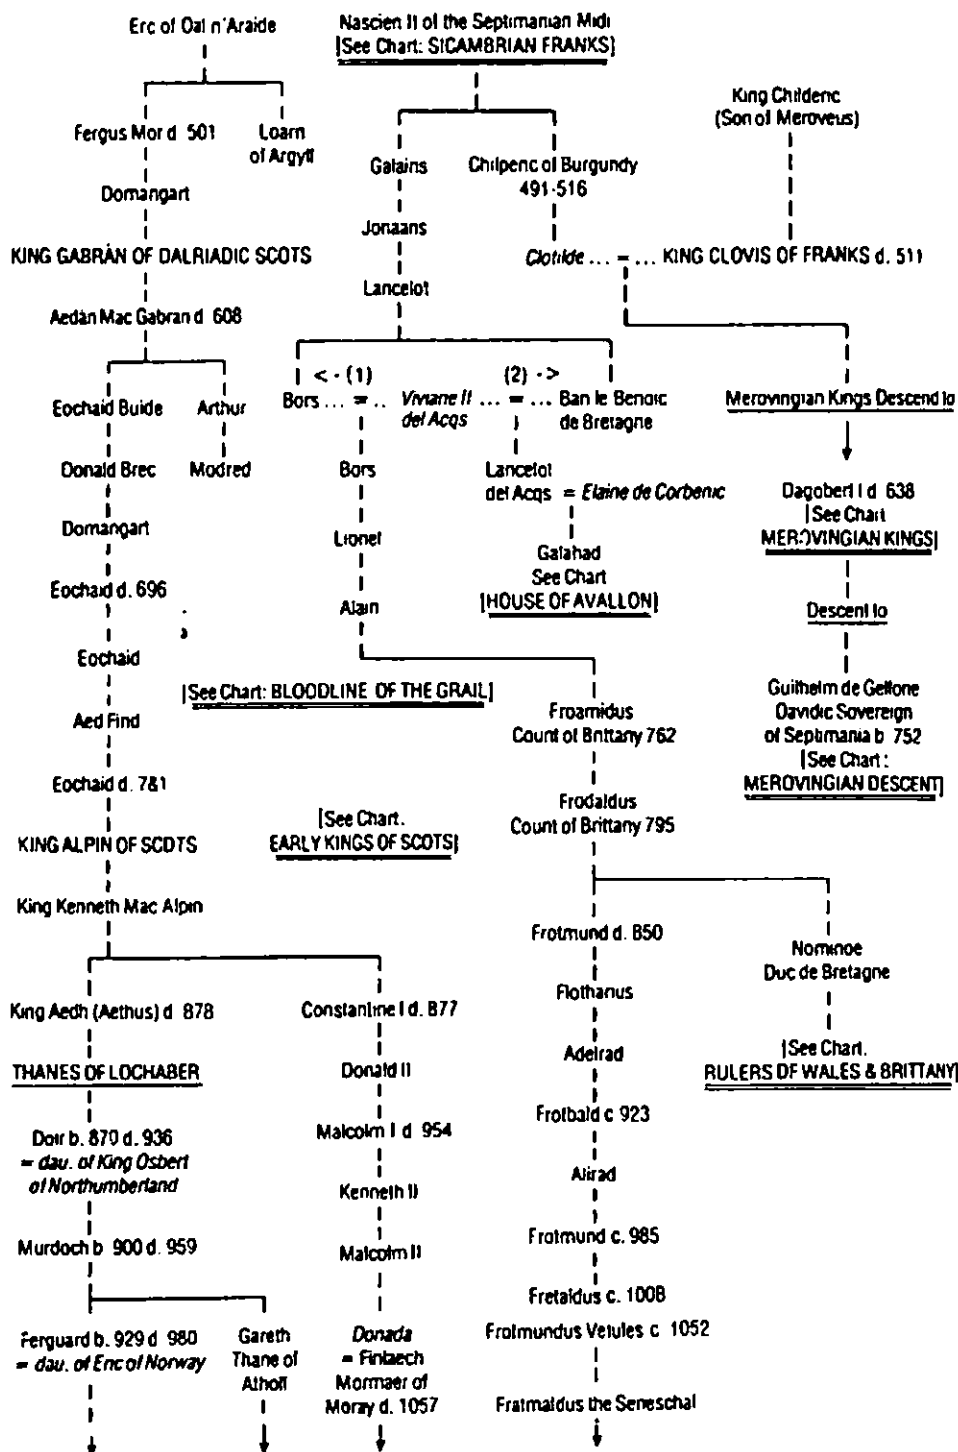 Erc of Dal n'Araide
Nascien II of the Septimanian Midi
[See Chart: SICAMBRIAN FRANKS]
King Childeric
(Son of Meroveus)
Fergus Mor d 501
Loarn
of Argyll
Galains
Chilperic of Burgundy
491-516
Domangart
Jonaans
KING GABRÀN OF DALRIADIC SCOTS
Clotilde ... = ... KING CLOVIS OF FRANKS d. 511
Lancelot
Aedàn Mac Gabran d 608
< - (1)
(2) ->
Eochaid Buide
Arthur
Bors ... = ..
Viviane II
del Acqs
... = ... Ban le Benoic
de Bretagne
Merovingian Kings Descend to
Donald Brec
Modred
Bors
Lancelot
del Acqs = Elaine de Corbenic
Dagobert I d 638
[See Chart
MEROVINGIAN KINGS]
Domangart
Lionel
Galahad
See Chart
[HOUSE OF AVALLON]
Eochaid d. 696
Alain
Descent to
Eochaid
[See Chart: BLOODLINE OF THE GRAIL]
Guilhelm de Gellone
Davidic Sovereign
of Septimania b 752
[See Chart:
MEROVINGIAN DESCENT]
Aed Find
Froamidus
Count of Brittany 762
Eochaid d. 781
Frodaldus
Count of Brittany 795
KING ALPIN OF SCOTS
[See Chart.
EARLY KINGS OF SCOTS]
King Kenneth Mac Alpin
Frotmund d. 850
Nominoe
Duc de Bretagne
King Aedh (Aethus) d 878
Constantine I d. 877
Flotharius
[See Chart.
RULERS OF WALES & BRITTANY]
THANES OF LOCHABER
Donald II
Adelrad
Doir b. 870 d. 936
= dau. of King Osbert
of Northumberland
Malcolm I d 954
Frotbald c 923
Kenneth II
Alirad
Murdoch b 900 d. 959
Malcolm II
Frotmund c. 985
Fretaldus c. 1008
Ferguard b. 929 d 980
= dau. of Eric of Norway
Gareth
Thane of
Atholl
Donada
= Finlaech
Mormaer of
Moray d. 1057
Frotmundus Vetules c 1052
Fratmaldus the Seneschal